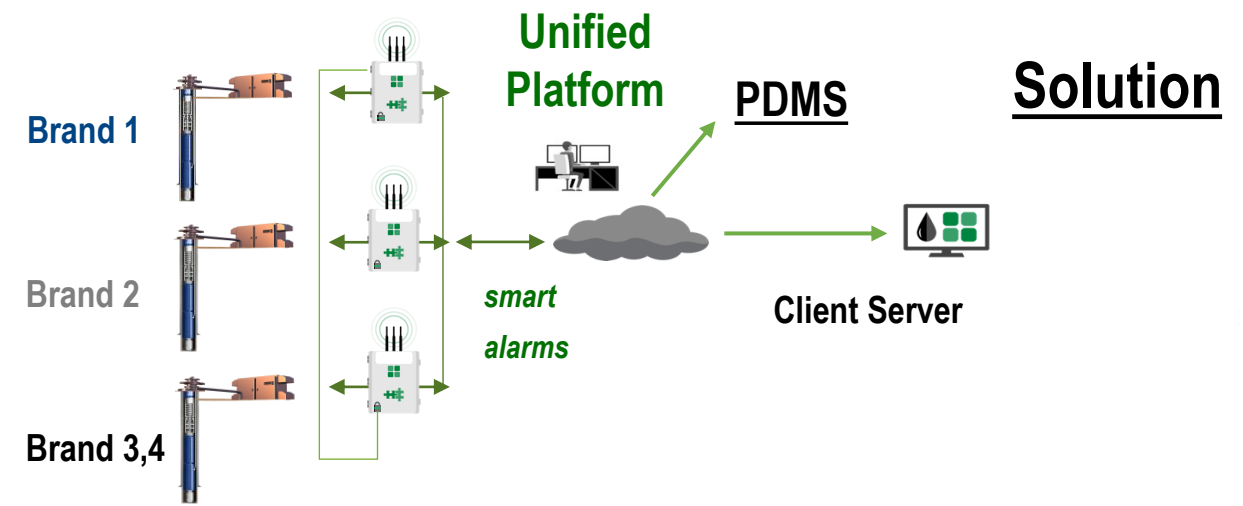 Unified
Platform
Solution
PDMS
Brand 1
Brand 2
smart
alarms
Client Server
Brand 3,4